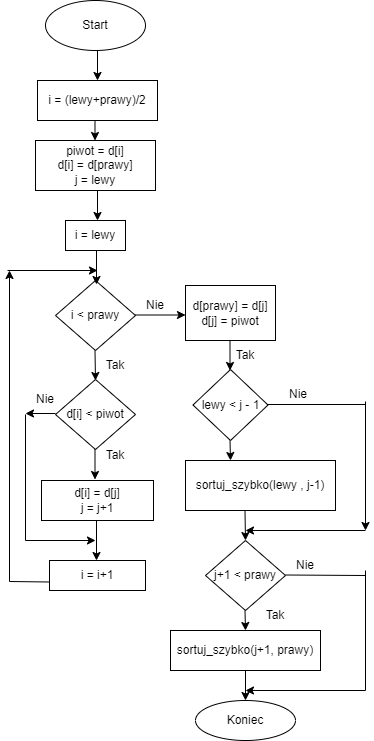 Start
i = (lewy+prawy)/2
piwot = d[i]
d[i] = d[prawy]
j = lewy
i = lewy
i < prawy
Nie
d[prawy] = d[j]
d[j] = piwot
Tak
Tak
Nie
d[i] < piwot
lewy < j - 1
Nie
Tak
d[i] = d[j]
j = j+1
sortuj_szybko(lewy , j-1)
i = i+1
j+1 < prawy
Nie
Tak
sortuj_szybko(j+1, prawy)
Koniec